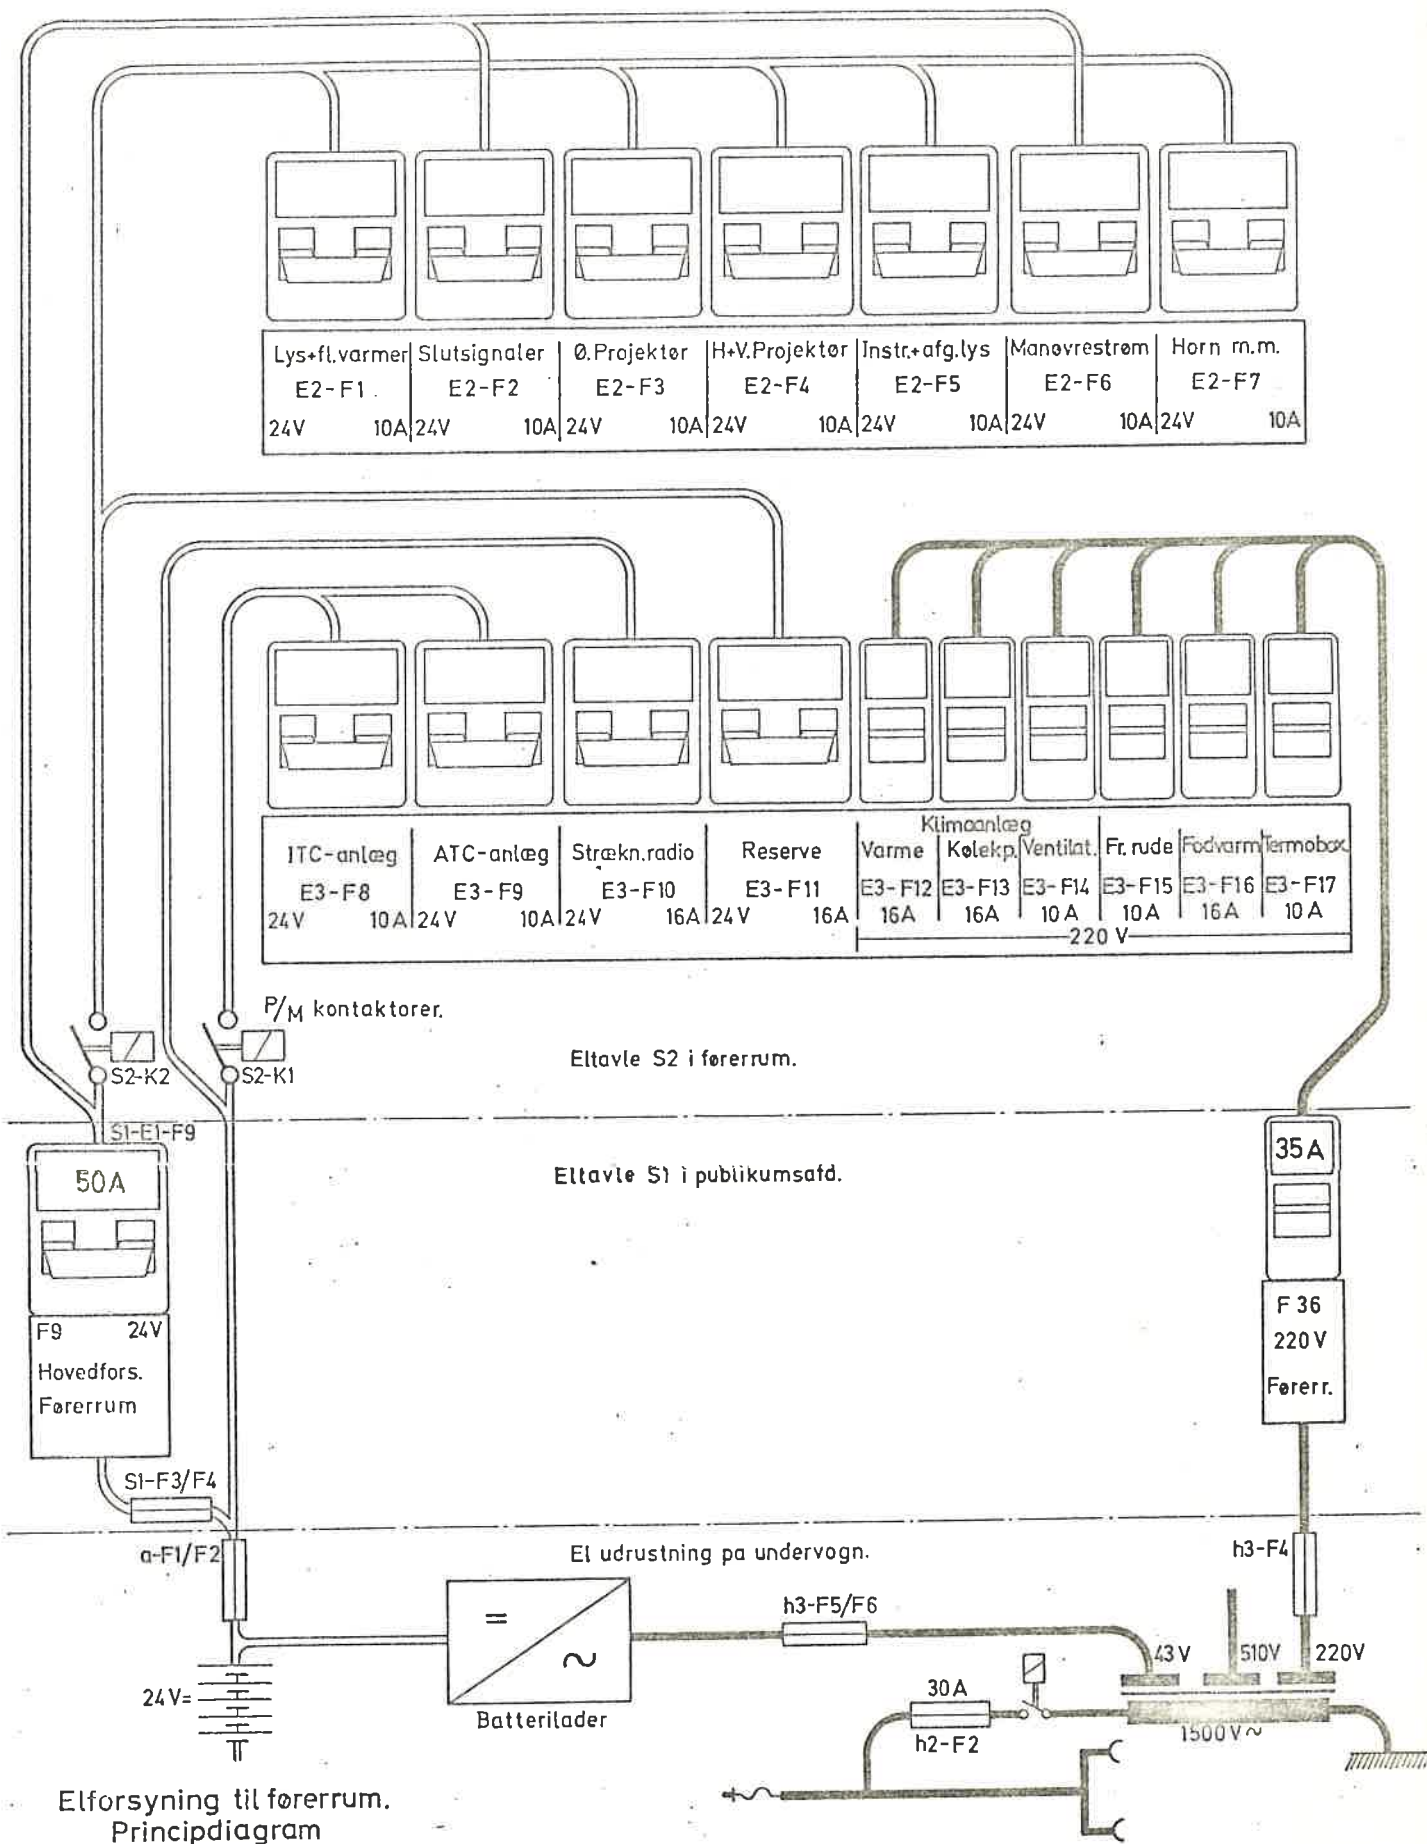 Lys+fl.varmer Slutsignaler Ø.Projektør H+V.Projektør Instr.+afg.lys Manøvrestrøm Horn m.m.
E2-F1 E2-F2 E2-F3 E2-F4 E2-F5 E2-F6 E2-F7
24V 10A 24V 10A 24V 10A 24V 10A 24V 10A 24V 10A 24V 10A
Klimaanlæg
ITC-anlæg ATC-anlæg Strækn.radio Reserve Varme Kølekp. Ventilat. Fr. rude Fodvarm Termobox
E3-F8 E3-F9 E3-F10 E3-F11 E3-F12 E3-F13 E3-F14 E3-F15 E3-F16 E3-F17
24V 10A 24V 10A 24V 16A 24V 16A 16A 16A 10A 10A 16A 10A
220 V
P/M kontaktorer.
Eltavle S2 i førerrum.
S2-K2 S2-K1
S1-E1-F9
50A
35A
Eltavle S1 i publikumsafd.
F9 24V
Hovedfors.
Førerrum
F 36
220 V
Førerr.
S1-F3/F4
a-F1/F2
El udrustning pa undervogn.
h3-F4
=
~
h3-F5/F6
43V 510V 220V
24V=
Batterilader
30A
h2-F2
1500V~
Elforsyning til førerrum.
Principdiagram